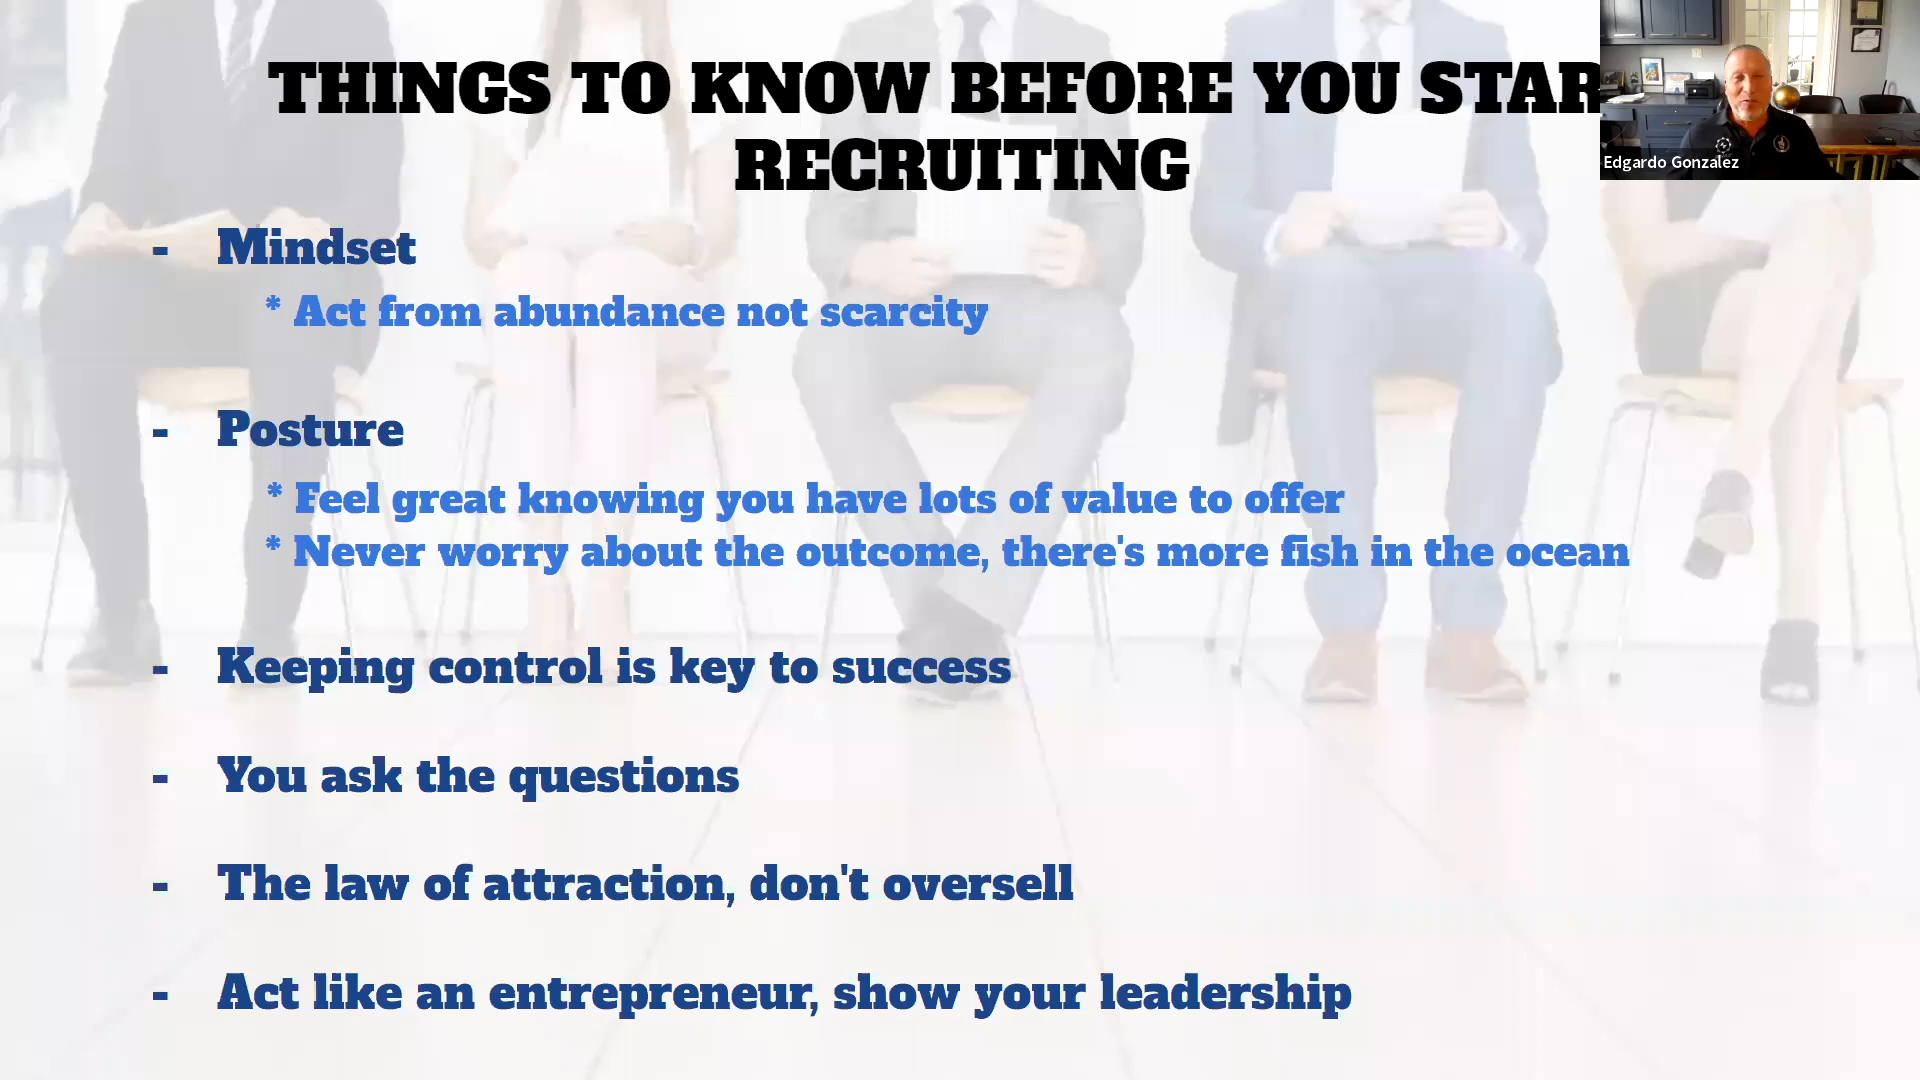 THINGS TO KNOW BEFORE YOU STAR
RECRUITING
Edgardo Gonzalez
- Mindset
* Act from abundance not scarcity
- Posture
* Feel great knowing you have lots of value to offer
* Never worry about the outcome, there's more fish in the ocean
- Keeping control is key to success
- You ask the questions
- The law of attraction, don't oversell
- Act like an entrepreneur, show your leadership